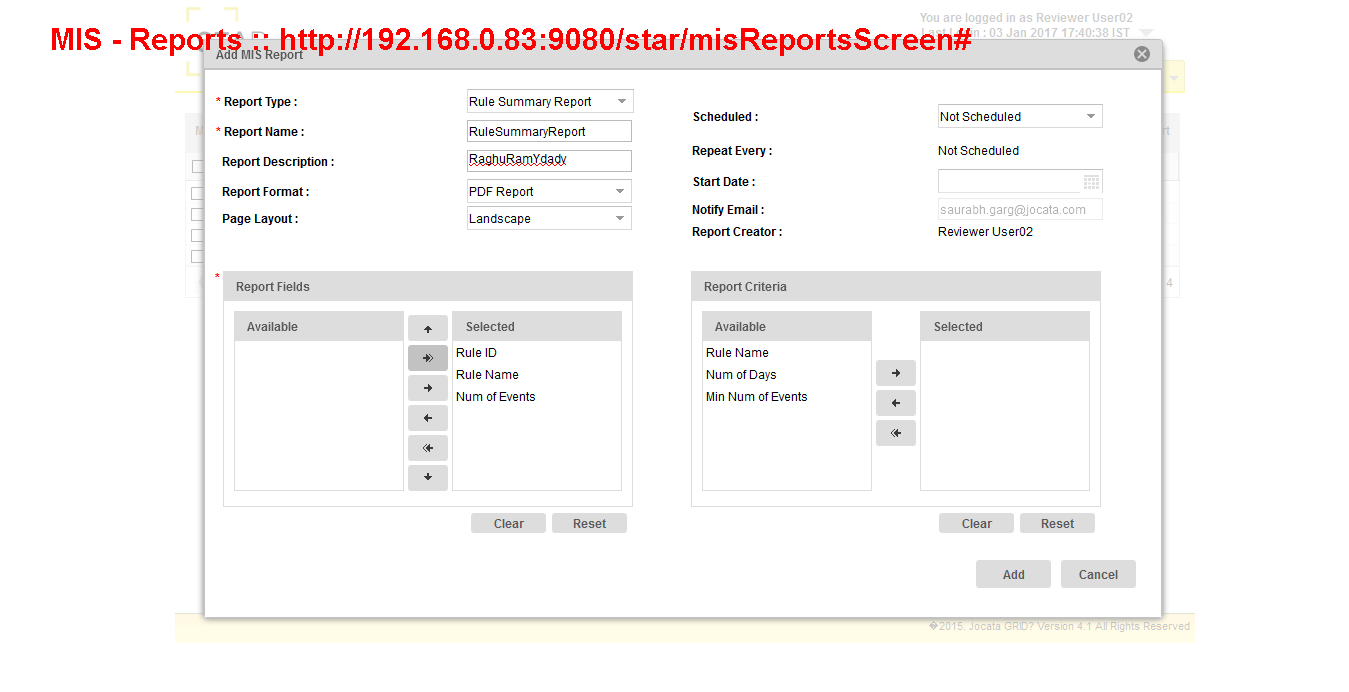 You are logged in as Reviewer User02
MIS - Reports :: http://192.168.0.83:9080/star/misReportsScreen#
03 Jan 2017 17:40:38 IST
Add MIS Report
* Report Type :
Rule Summary Report
* Report Name :
RuleSummaryReport
Report Description :
RaghuRamYdadv
Report Format :
PDF Report
Page Layout :
Landscape
Scheduled :
Not Scheduled
Repeat Every :
Not Scheduled
Start Date :
Notify Email :
saurabh.garg@jocata.com
Report Creator :
Reviewer User02
*
Report Fields
Available
Selected
Rule ID
Rule Name
Num of Events
Clear
Reset
Report Criteria
Available
Selected
Rule Name
Num of Days
Min Num of Events
Clear
Reset
4
Add
Cancel
�2015. Jocata GRID? Version 4.1 All Rights Reserved